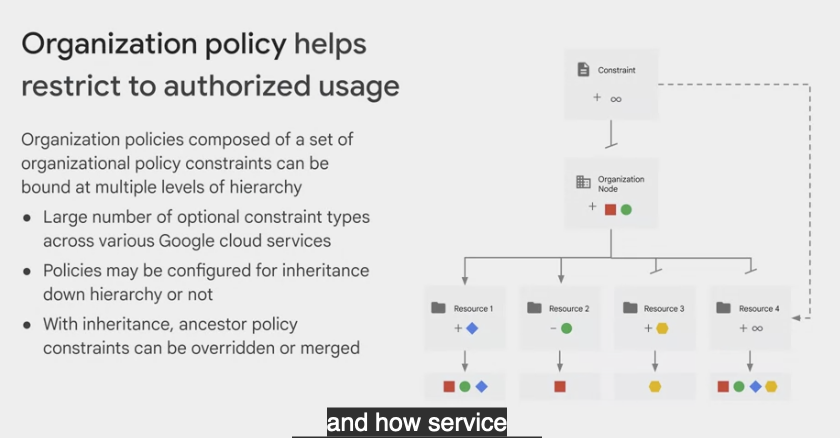 Organization policy helps
restrict to authorized usage
Organization policies composed of a set of
organizational policy constraints can be
bound at multiple levels of hierarchy
● Large number of optional constraint types
across various Google cloud services
● Policies may be configured for inheritance
down hierarchy or not
● With inheritance, ancestor policy
constraints can be overridden or merged
Constraint
+ ∞
Organization
Node
+
Resource 1
+
Resource 2
-
Resource 3
+
Resource 4
+ ∞
and how service